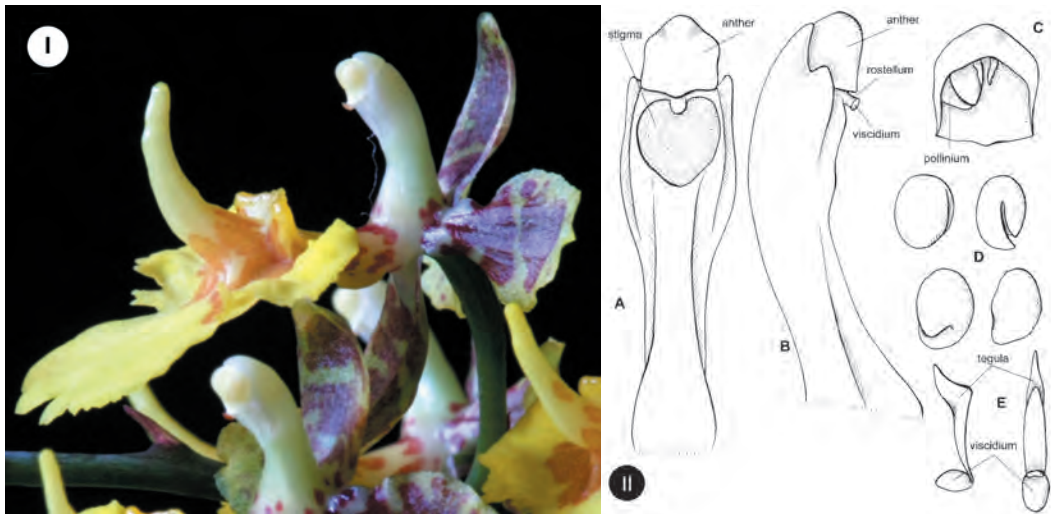 I
stigma
anther
anther
C
rostellum
viscidium
pollinium
D
A
B
tegula
E
viscidium
II